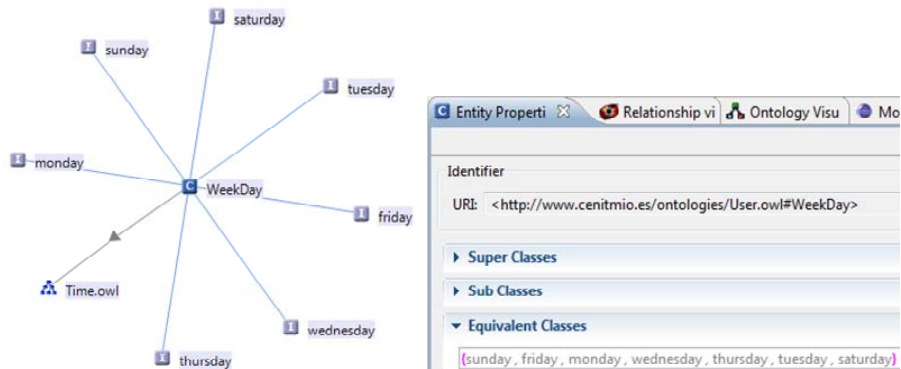 saturday
sunday
tuesday
monday
WeekDay
friday
Time.owl
wednesday
thursday
Entity Properti
Relationship vi
Ontology Visu
Mo
Identifier
URI: <http://www.cenitmio.es/ontologies/User.owl#WeekDay>
Super Classes
Sub Classes
Equivalent Classes
(sunday , friday , monday , wednesday , thursday , tuesday , saturday)